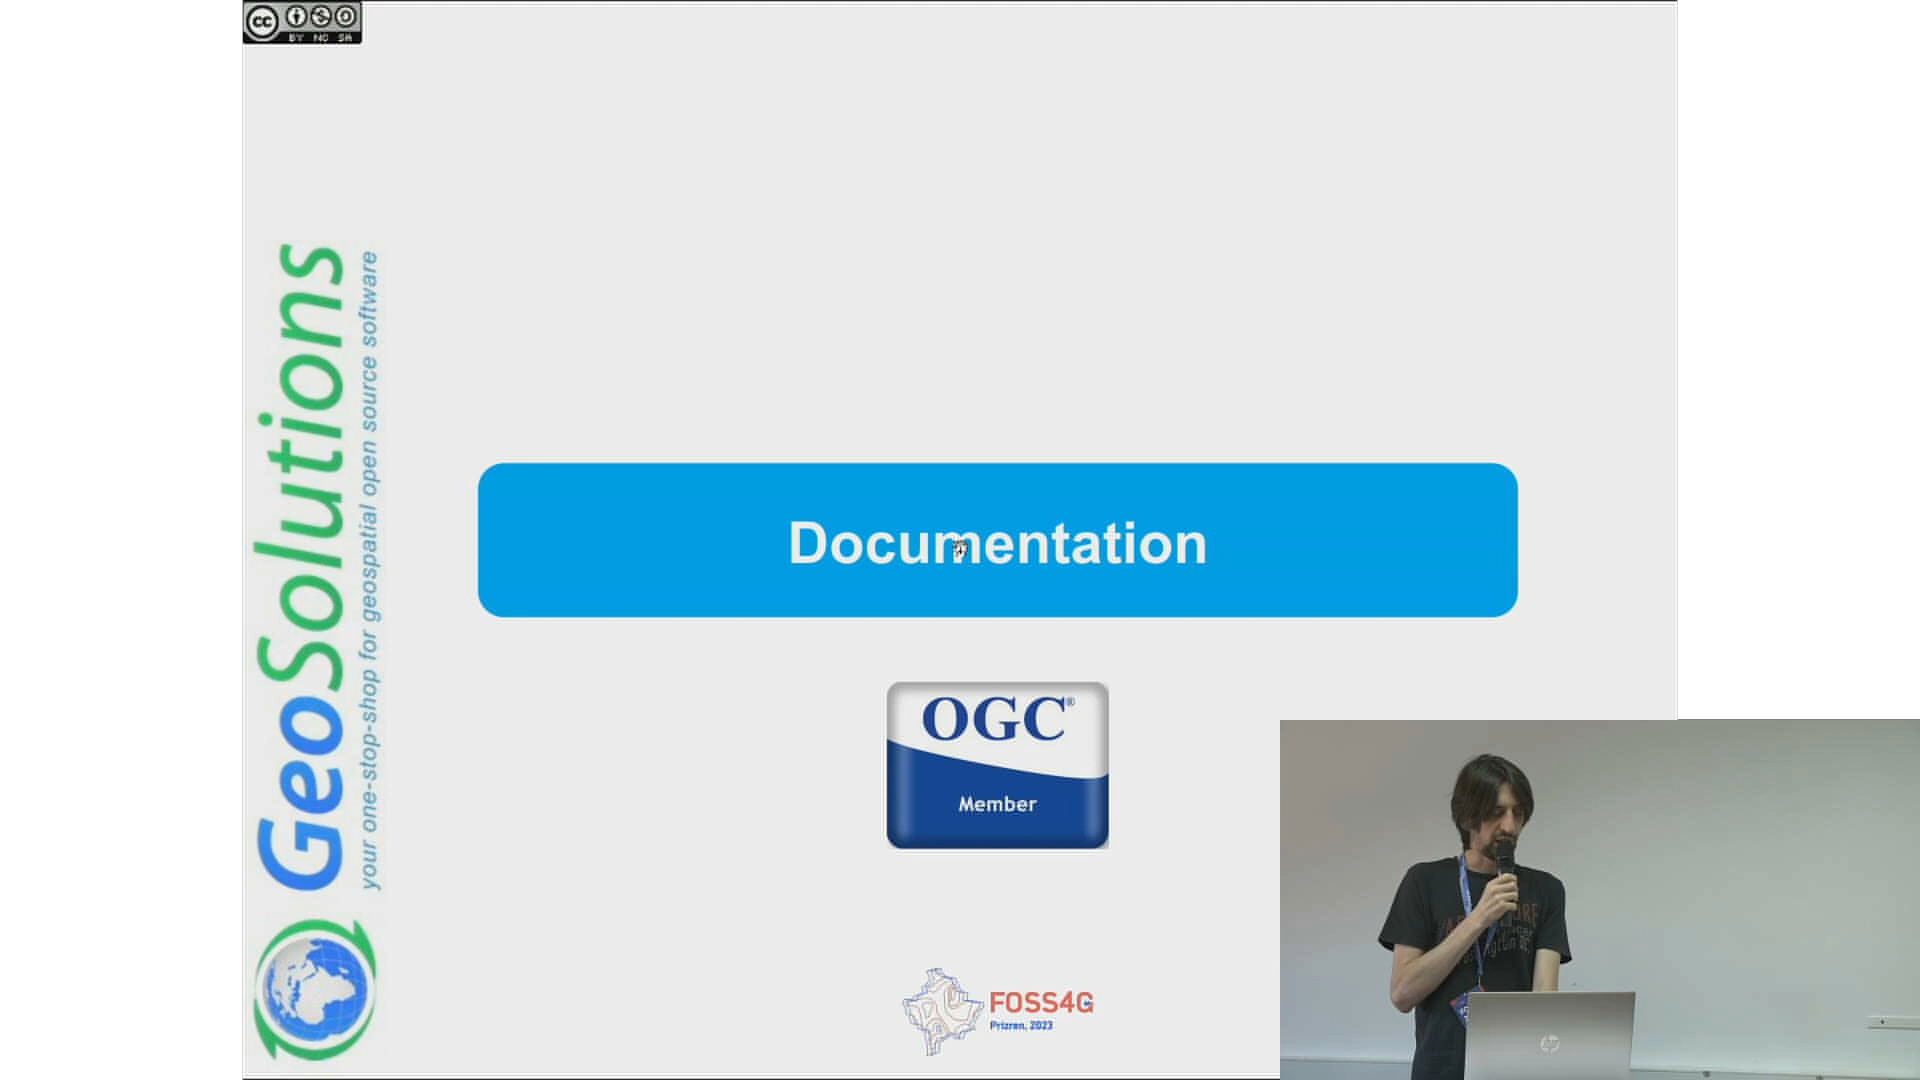 BY NC SA
GeoSolutions
your one-stop-shop for geospatial open source software
Documentation
OGC®
Member
FOSS4G
Prizren, 2023
hp